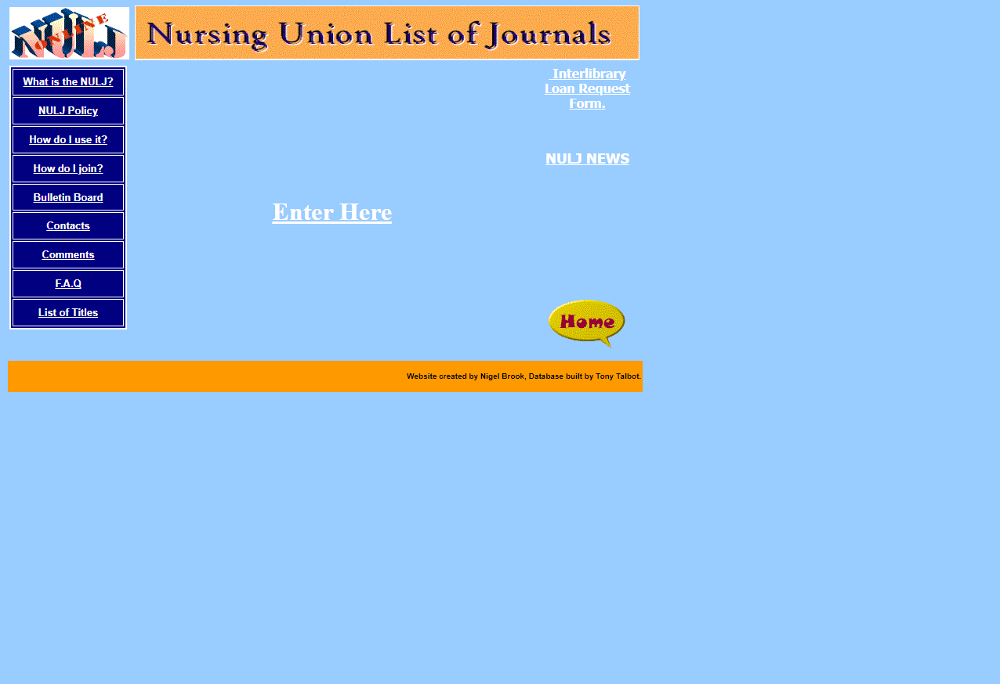 NULJ
ONLINE
Nursing Union List of Journals
What is the NULJ?
NULJ Policy
How do I use it?
How do I join?
Bulletin Board
Contacts
Comments
F.A.Q
List of Titles
Enter Here
Interlibrary
Loan Request
Form.
NULJ NEWS
Home
Website created by Nigel Brook, Database built by Tony Talbot.